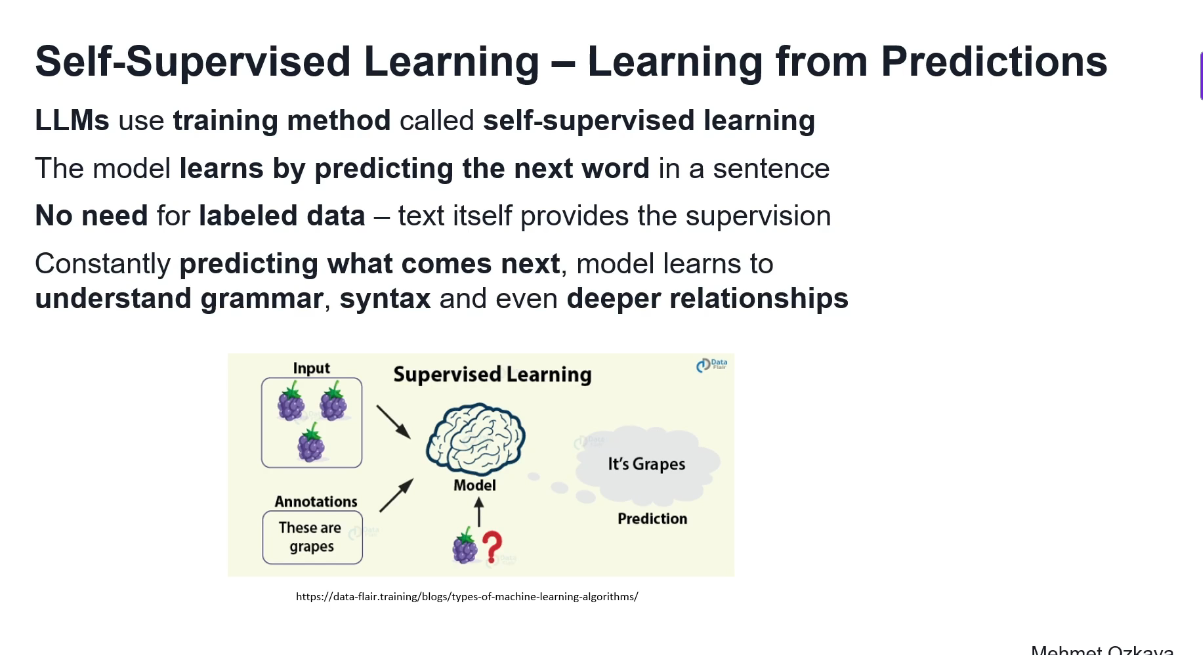 Self-Supervised Learning – Learning from Predictions
LLMs use training method called self-supervised learning
The model learns by predicting the next word in a sentence
No need for labeled data – text itself provides the supervision
Constantly predicting what comes next, model learns to
understand grammar, syntax and even deeper relationships
Input
Supervised Learning
Data
Flair
It's Grapes
Model
Annotations
These are
grapes
?
Prediction
https://data-flair.training/blogs/types-of-machine-learning-algorithms/
Mehmet Ozkaya